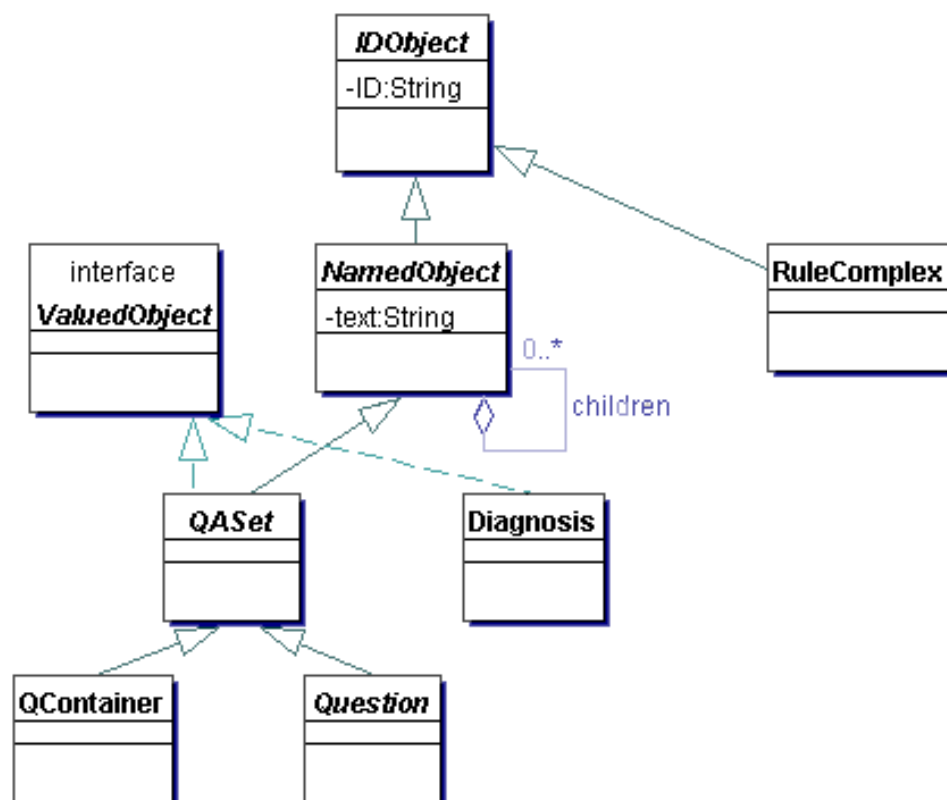 IDObject
-ID:String
interface
ValuedObject
NamedObject
-text:String
RuleComplex
0..*
children
QASet
Diagnosis
QContainer
Question